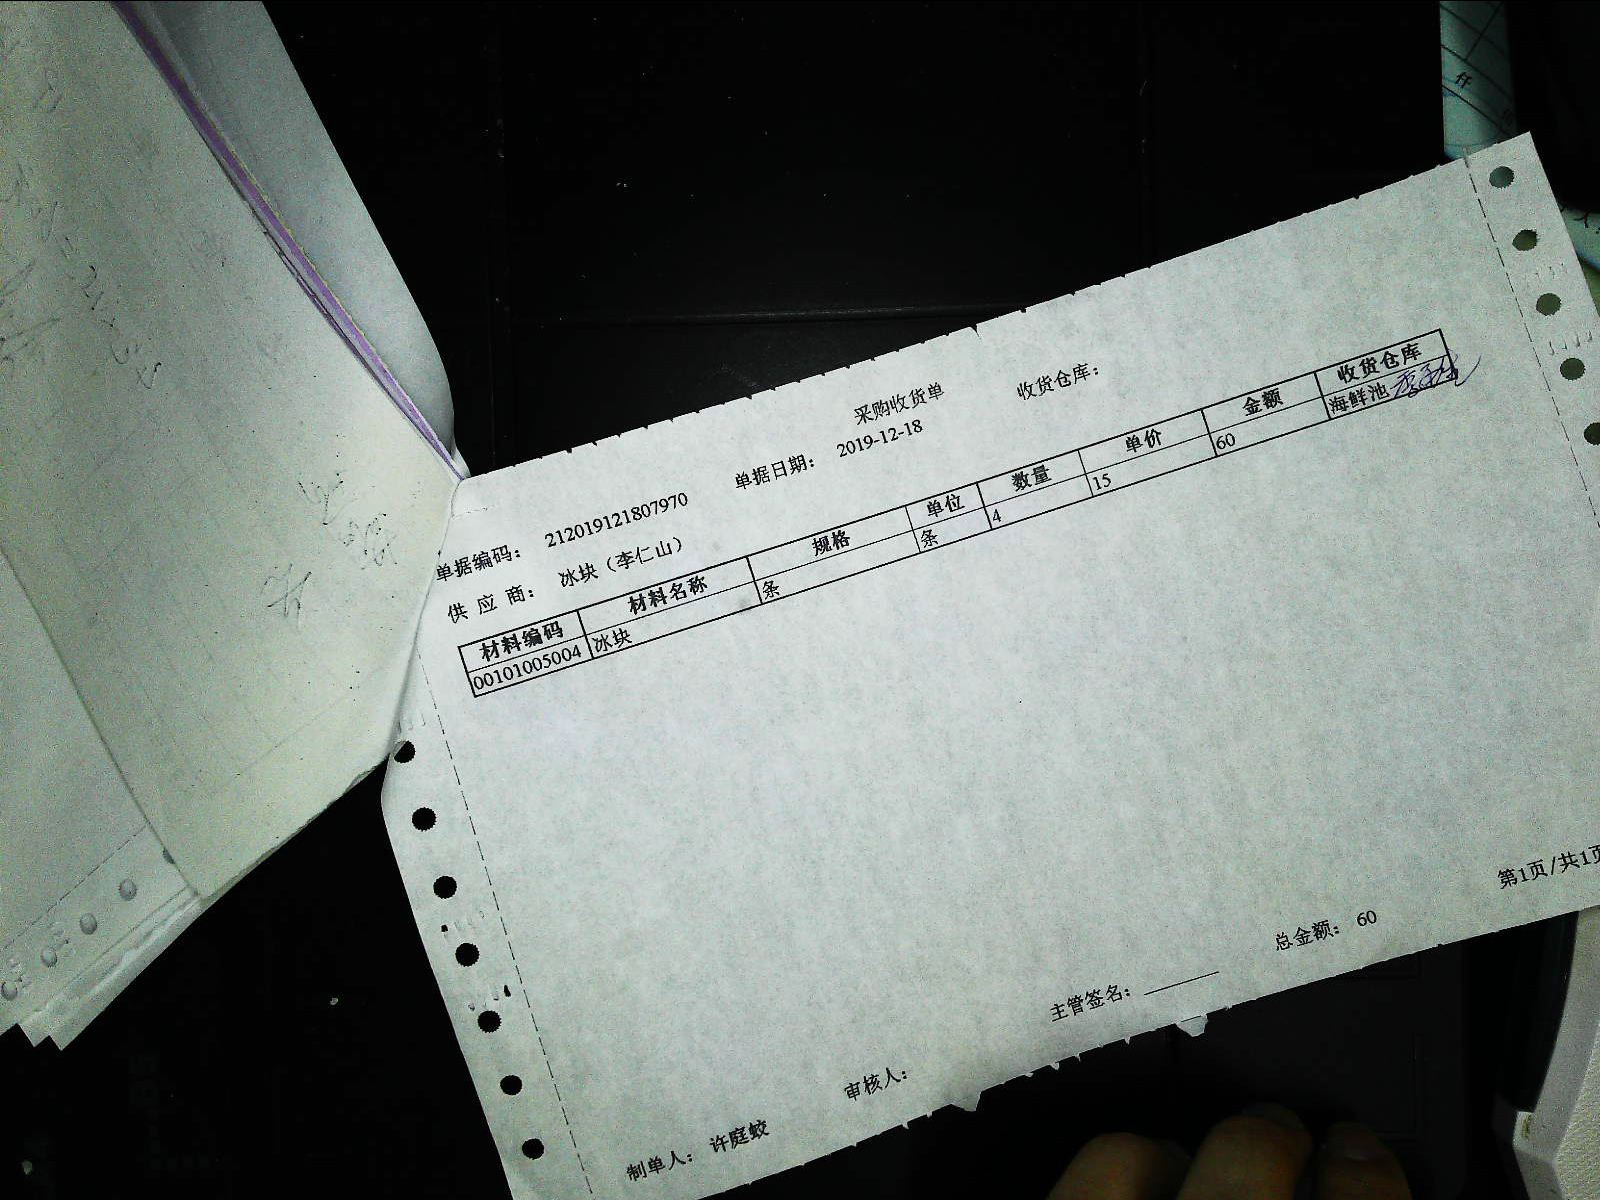 采购收货单
收货仓库：
单据编码： 212019121807970 单据日期： 2019-12-18
供 应 商： 冰块（李仁山）
材料编码 材料名称 规格 单位 数量 单价 金额 收货仓库
00101005004 冰块 条 条 4 15 60 海鲜池
总金额： 60 第1页/共1页
主管签名：
制单人： 许庭蛟 审核人：
仟